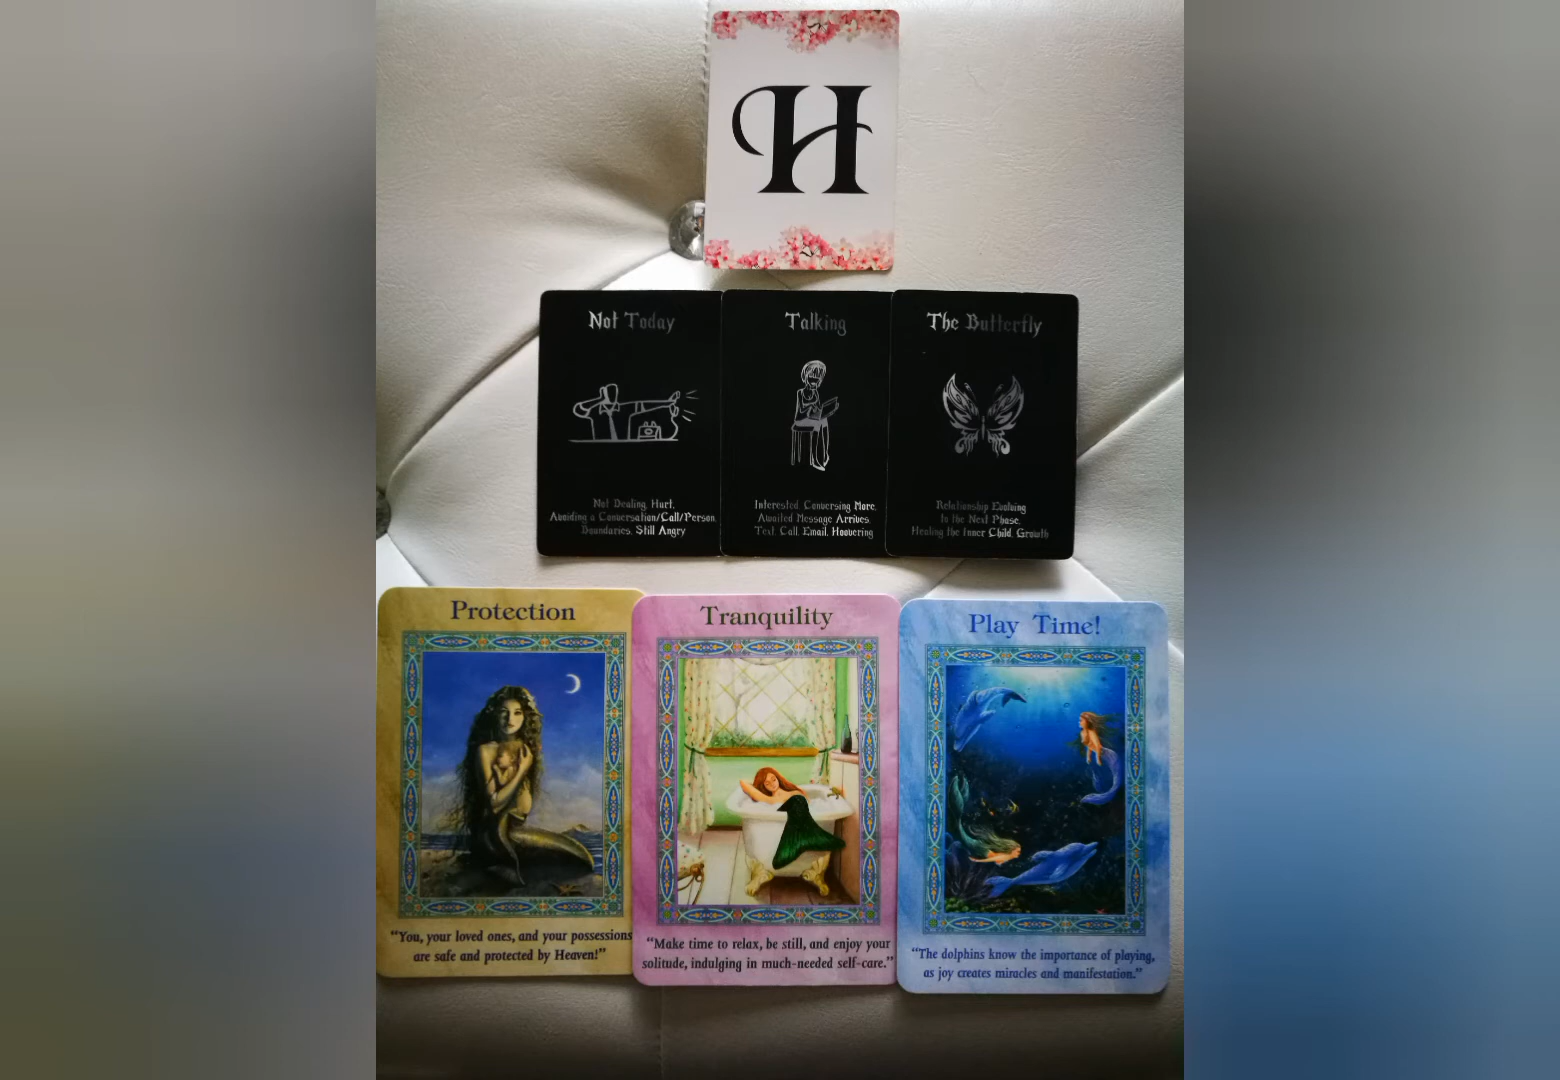 H
Not Today
Talking
The Butterfly
Not Dealing, Hurt,
Avoiding a Conversation/Call/Person,
Boundaries, Still Angry
Interested, Conversing More,
Awaited Message Arrives,
Text, Call, Email, Hoovering
Relationship Evolving
to the Next Phase,
Healing the Inner Child, Growth
Protection
Tranquility
Play Time!
“You, your loved ones, and your possessions
are safe and protected by Heaven!”
“Make time to relax, be still, and enjoy your
solitude, indulging in much-needed self-care.”
“The dolphins know the importance of playing,
as joy creates miracles and manifestation.”